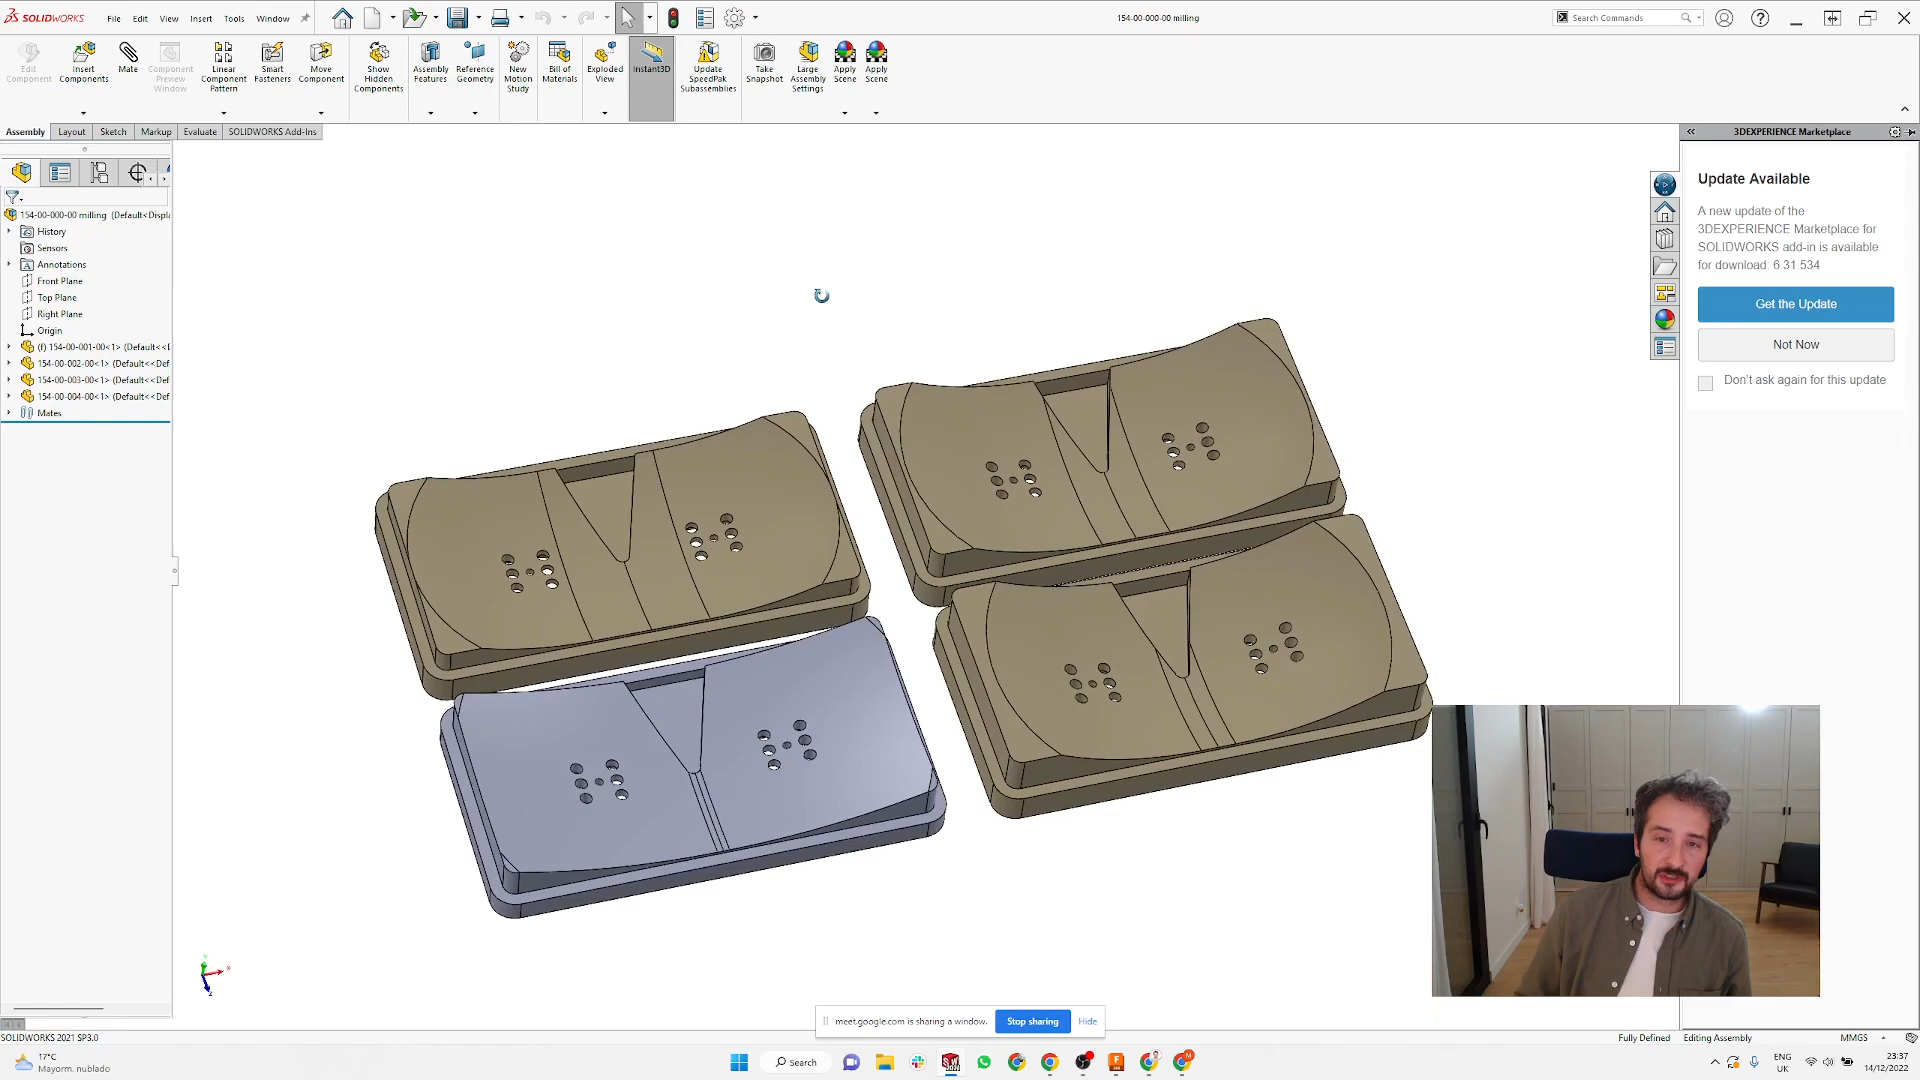 SOLIDWORKS
File
Edit
View
Insert
Tools
Window
154-00-000-00 milling
Search Commands
Edit
Component
Insert
Components
Mate
Component
Preview
Window
Linear
Component
Pattern
Smart
Fasteners
Move
Component
Show
Hidden
Components
Assembly
Features
Reference
Geometry
New
Motion
Study
Bill of
Materials
Exploded
View
Instant3D
Update
SpeedPak
Subassemblies
Take
Snapshot
Large
Assembly
Settings
Apply
Scene
Apply
Scene
Assembly
Layout
Sketch
Markup
Evaluate
SOLIDWORKS Add-Ins
3DEXPERIENCE Marketplace
154-00-000-00 milling (Default<Displa
History
Sensors
Annotations
Front Plane
Top Plane
Right Plane
Origin
(f) 154-00-001-00<1> (Default<<D
154-00-002-00<1> (Default<<Def
154-00-003-00<1> (Default<<Def
154-00-004-00<1> (Default<<Def
Mates
Update Available
A new update of the
3DEXPERIENCE Marketplace for
SOLIDWORKS add-in is available
for download: 6.31.534
Get the Update
Not Now
Don't ask again for this update
meet.google.com is sharing a window.
Stop sharing
Hide
SOLIDWORKS 2021 SP3.0
Fully Defined
Editing Assembly
MMGS
17°C
Mayorm. nublado
Search
ENG
UK
23:37
14/12/2022